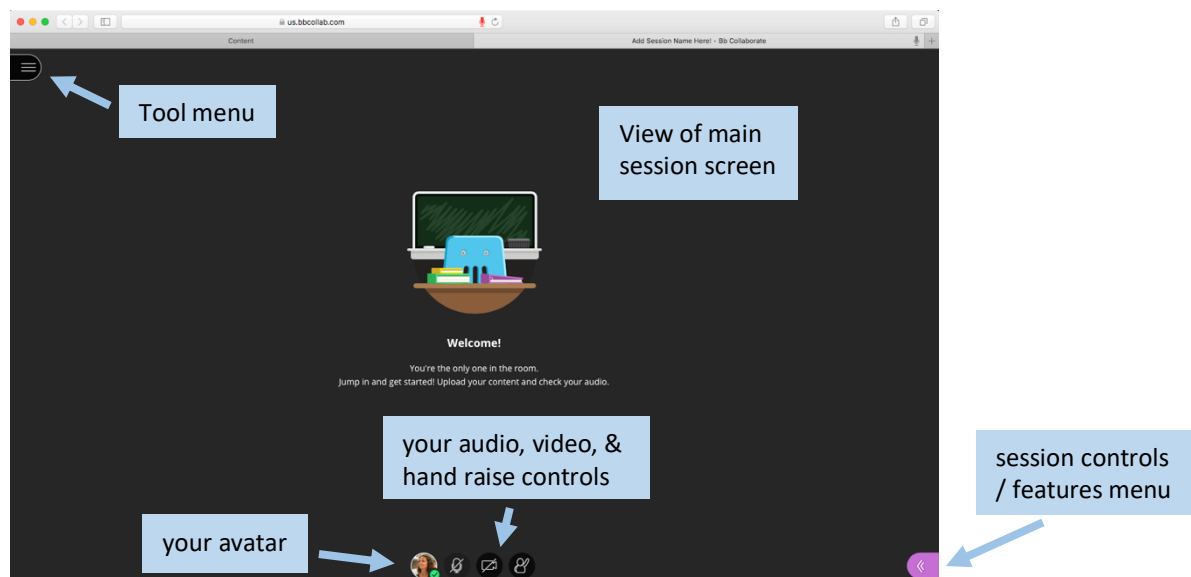 us.bbcollab.com
Content
Add Session Name Here! - Bb Collaborate
Tool menu
View of main
session screen
Welcome!
You're the only one in the room.
Jump in and get started! Upload your content and check your audio.
your audio, video, &
hand raise controls
session controls
/ features menu
your avatar